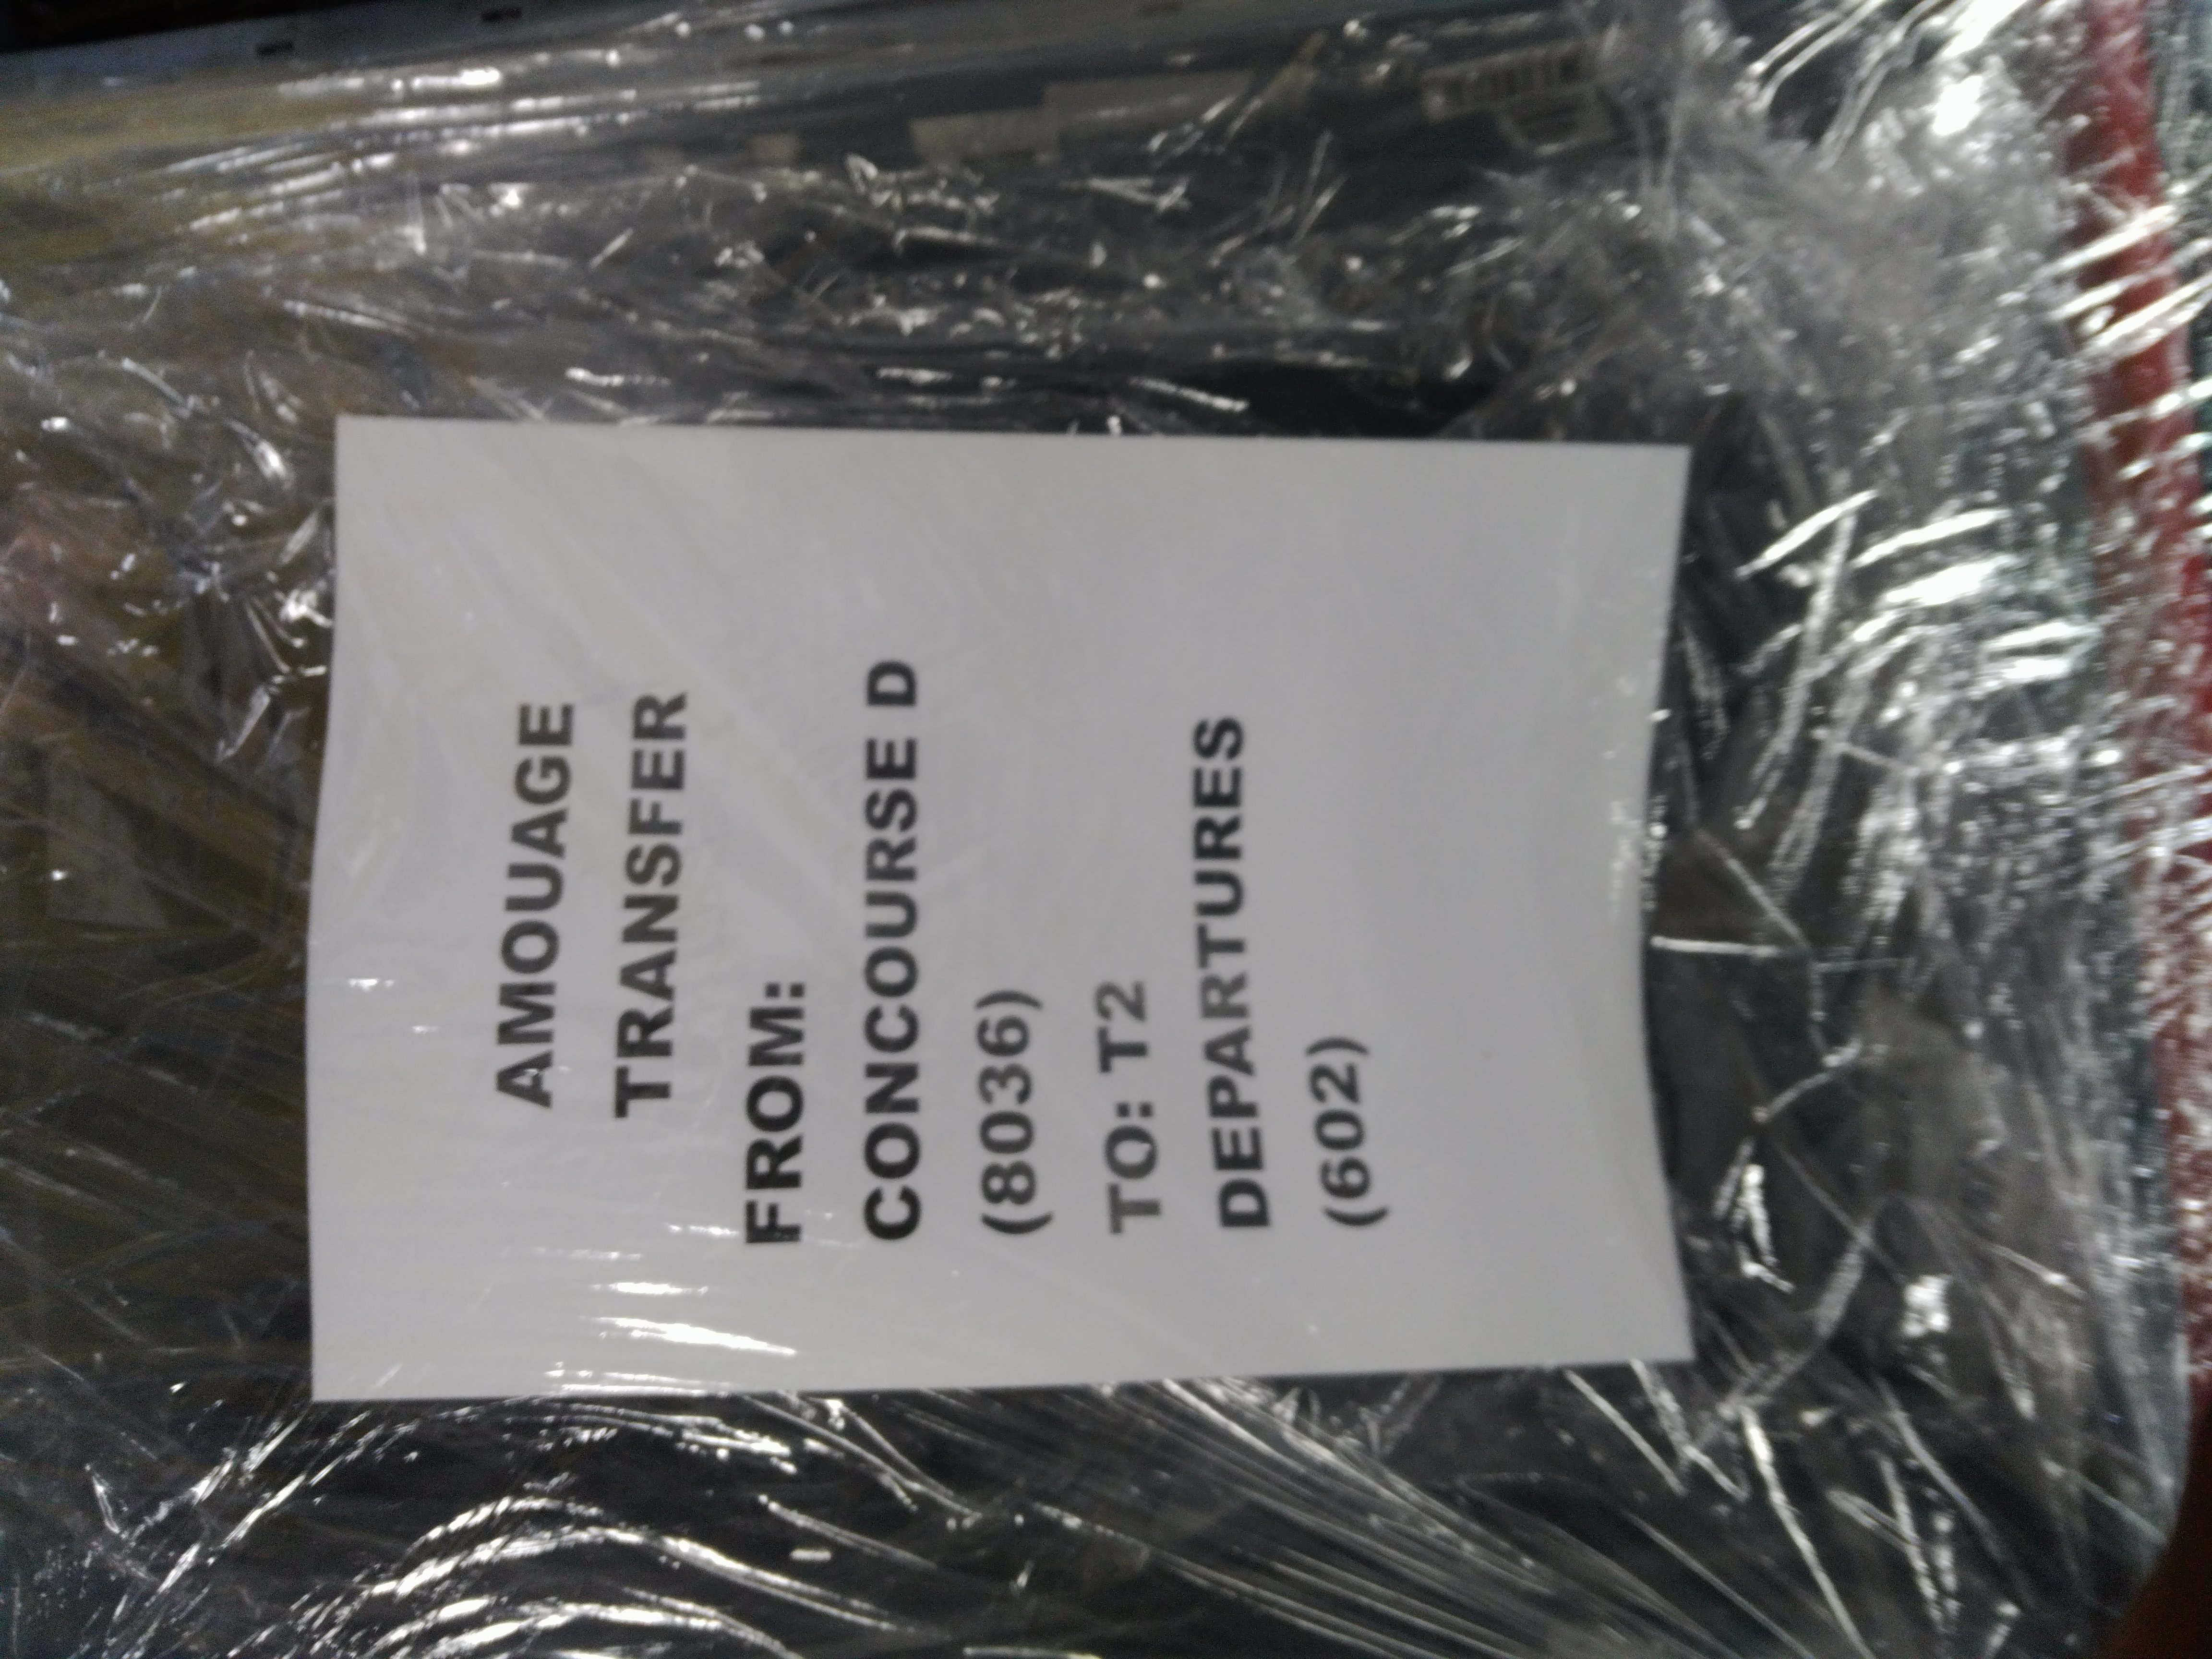 AMOUAGE
TRANSFER
FROM:
CONCOURSE D
(8036)
TO: T2
DEPARTURES
(602)